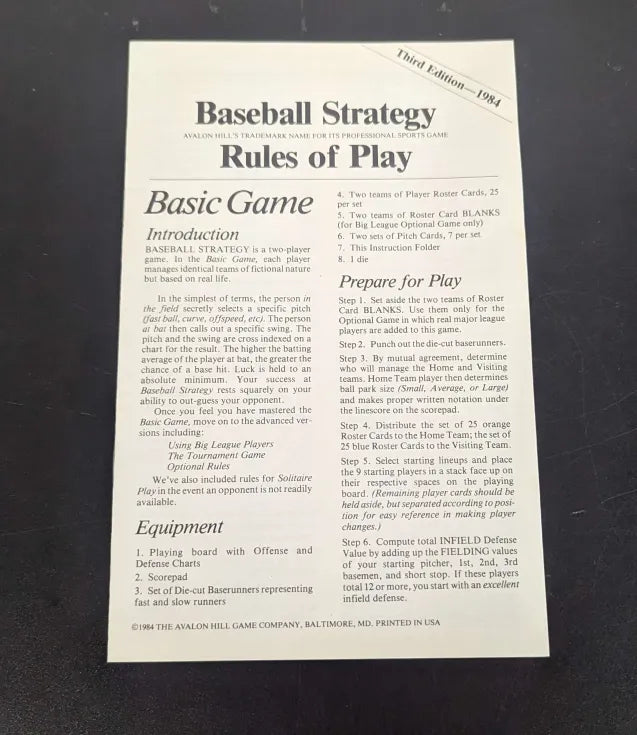 Third Edition—1984
Baseball Strategy
AVALON HILL'S TRADEMARK NAME FOR ITS PROFESSIONAL SPORTS GAME
Rules of Play
Basic Game
Introduction
BASEBALL STRATEGY is a two-player
game. In the Basic Game, each player
manages identical teams of fictional nature
but based on real life.
In the simplest of terms, the person in
the field secretly selects a specific pitch
(fast ball, curve, offspeed, etc). The person
at bat then calls out a specific swing. The
pitch and the swing are cross indexed on a
chart for the result. The higher the batting
average of the player at bat, the greater the
chance of a base hit. Luck is held to an
absolute minimum. Your success at
Baseball Strategy rests squarely on your
ability to out-guess your opponent.
Once you feel you have mastered the
Basic Game, move on to the advanced ver-
sions including:
Using Big League Players
The Tournament Game
Optional Rules
We've also included rules for Solitaire
Play in the event an opponent is not readily
available.
Equipment
1. Playing board with Offense and
Defense Charts
2. Scorepad
3. Set of Die-cut Baserunners representing
fast and slow runners
4. Two teams of Player Roster Cards, 25
per set
5. Two teams of Roster Card BLANKS
(for Big League Optional Game only)
6. Two sets of Pitch Cards, 7 per set
7. This Instruction Folder
8. 1 die
Prepare for Play
Step 1. Set aside the two teams of Roster
Card BLANKS. Use them only for the
Optional Game in which real major league
players are added to this game.
Step 2. Punch out the die-cut baserunners.
Step 3. By mutual agreement, determine
who will manage the Home and Visiting
teams. Home Team player then determines
ball park size (Small, Average, or Large)
and makes proper written notation under
the linescore on the scorepad.
Step 4. Distribute the set of 25 orange
Roster Cards to the Home Team; the set of
25 blue Roster Cards to the Visiting Team.
Step 5. Select starting lineups and place
the 9 starting players in a stack face up on
their respective spaces on the playing
board. (Remaining player cards should be
held aside, but separated according to posi-
tion for easy reference in making player
changes.)
Step 6. Compute total INFIELD Defense
Value by adding up the FIELDING values
of your starting pitcher, 1st, 2nd, 3rd
basemen, and short stop. If these players
total 12 or more, you start with an excellent
infield defense.
©1984 THE AVALON HILL GAME COMPANY, BALTIMORE, MD. PRINTED IN USA